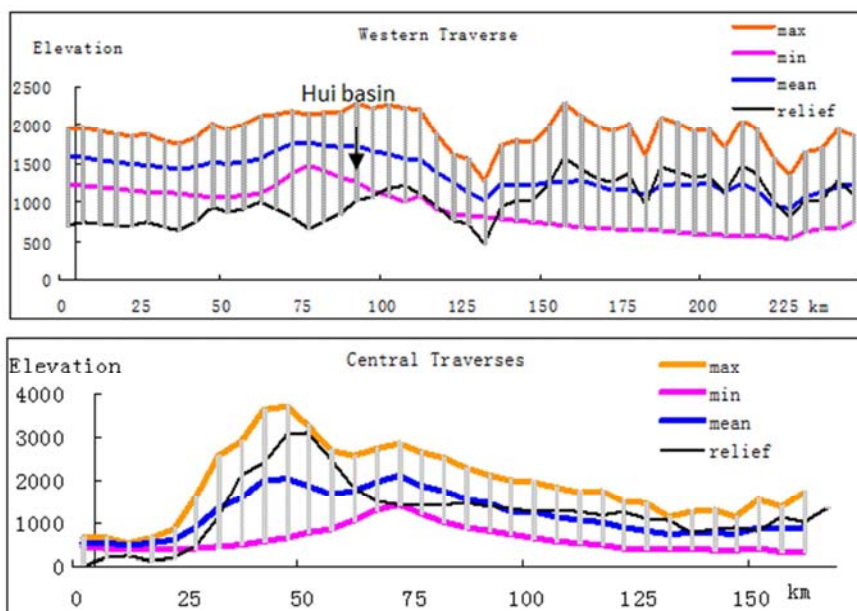 Western Traverse
Elevation
max
min
mean
relief
Hui basin
2500
2000
1500
1000
500
0
0 25 50 75 100 125 150 175 200 225 km
Central Traverses
Elevation
max
min
mean
relief
4000
3000
2000
1000
0
0 25 50 75 100 125 150 km